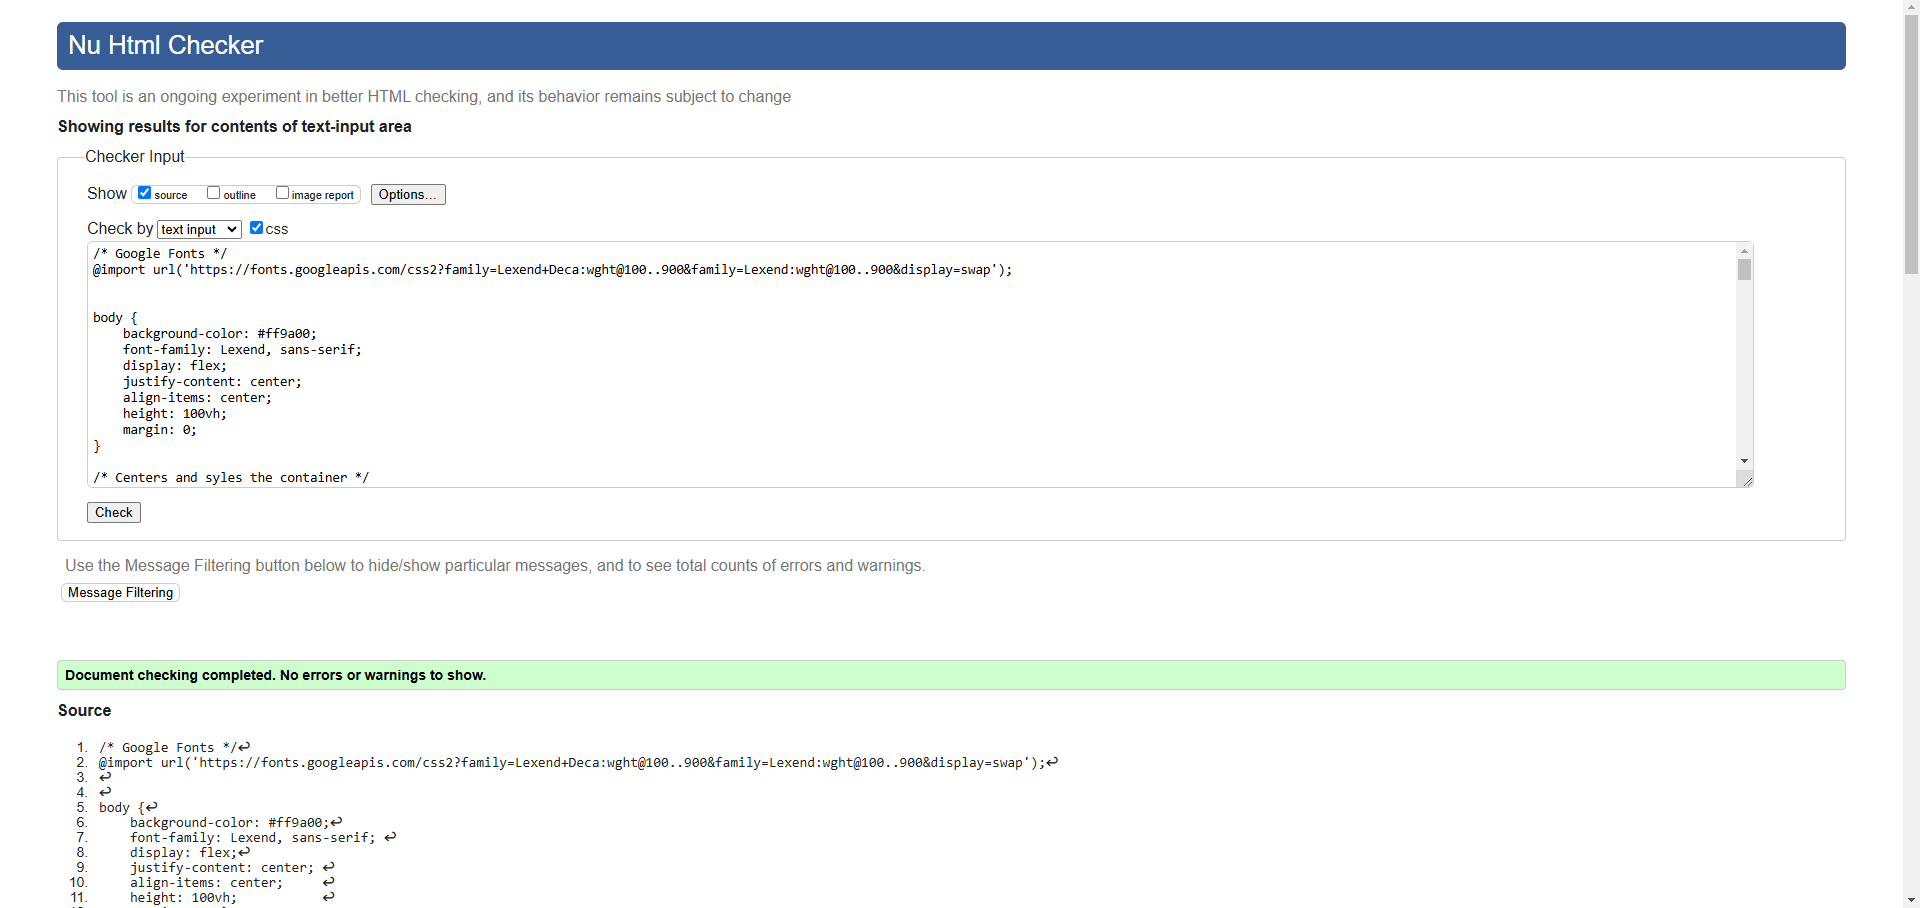 Nu Html Checker
This tool is an ongoing experiment in better HTML checking, and its behavior remains subject to change
Showing results for contents of text-input area
Checker Input
Show source outline image report Options...
Check by text input css
/* Google Fonts */
@import url('https://fonts.googleapis.com/css2?family=Lexend+Deca:wght@100..900&family=Lexend:wght@100..900&display=swap');
body {
    background-color: #ff9a00;
    font-family: Lexend, sans-serif;
    display: flex;
    justify-content: center;
    align-items: center;
    height: 100vh;
    margin: 0;
}
/* Centers and syles the container */
Check
Use the Message Filtering button below to hide/show particular messages, and to see total counts of errors and warnings.
Message Filtering
Document checking completed. No errors or warnings to show.
Source
1. /* Google Fonts */↩
2. @import url('https://fonts.googleapis.com/css2?family=Lexend+Deca:wght@100..900&family=Lexend:wght@100..900&display=swap');↩
3. ↩
4. ↩
5. body {↩
6.     background-color: #ff9a00;↩
7.     font-family: Lexend, sans-serif; ↩
8.     display: flex;↩
9.     justify-content: center; ↩
10.     align-items: center;     ↩
11.     height: 100vh;           ↩